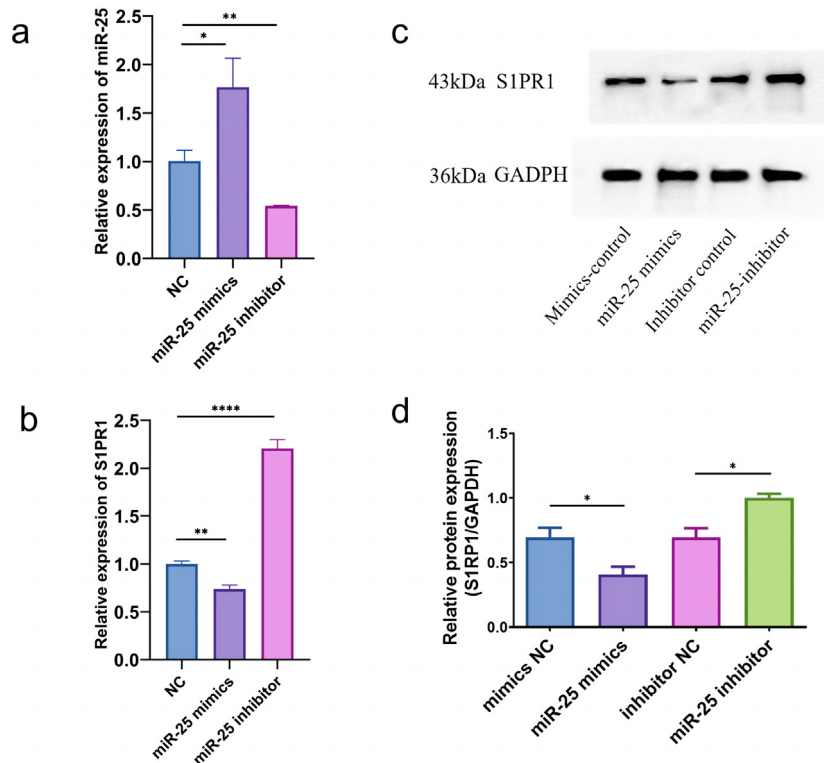 a
Relative expression of miR-25
2.5
2.0
1.5
1.0
0.5
0.0
**
*
NC
miR-25 mimics
miR-25 inhibitor
c
43kDa S1PR1
36kDa GADPH
Mimics-control
miR-25 mimics
Inhibitor control
miR-25-inhibitor
b
Relative expression of S1PR1
2.5
2.0
1.5
1.0
0.5
0.0
****
**
NC
miR-25 mimics
miR-25 inhibitor
d
Relative protein expression
(S1RP1/GAPDH)
1.5
1.0
0.5
0.0
*
*
mimics NC
miR-25 mimics
inhibitor NC
miR-25 inhibitor